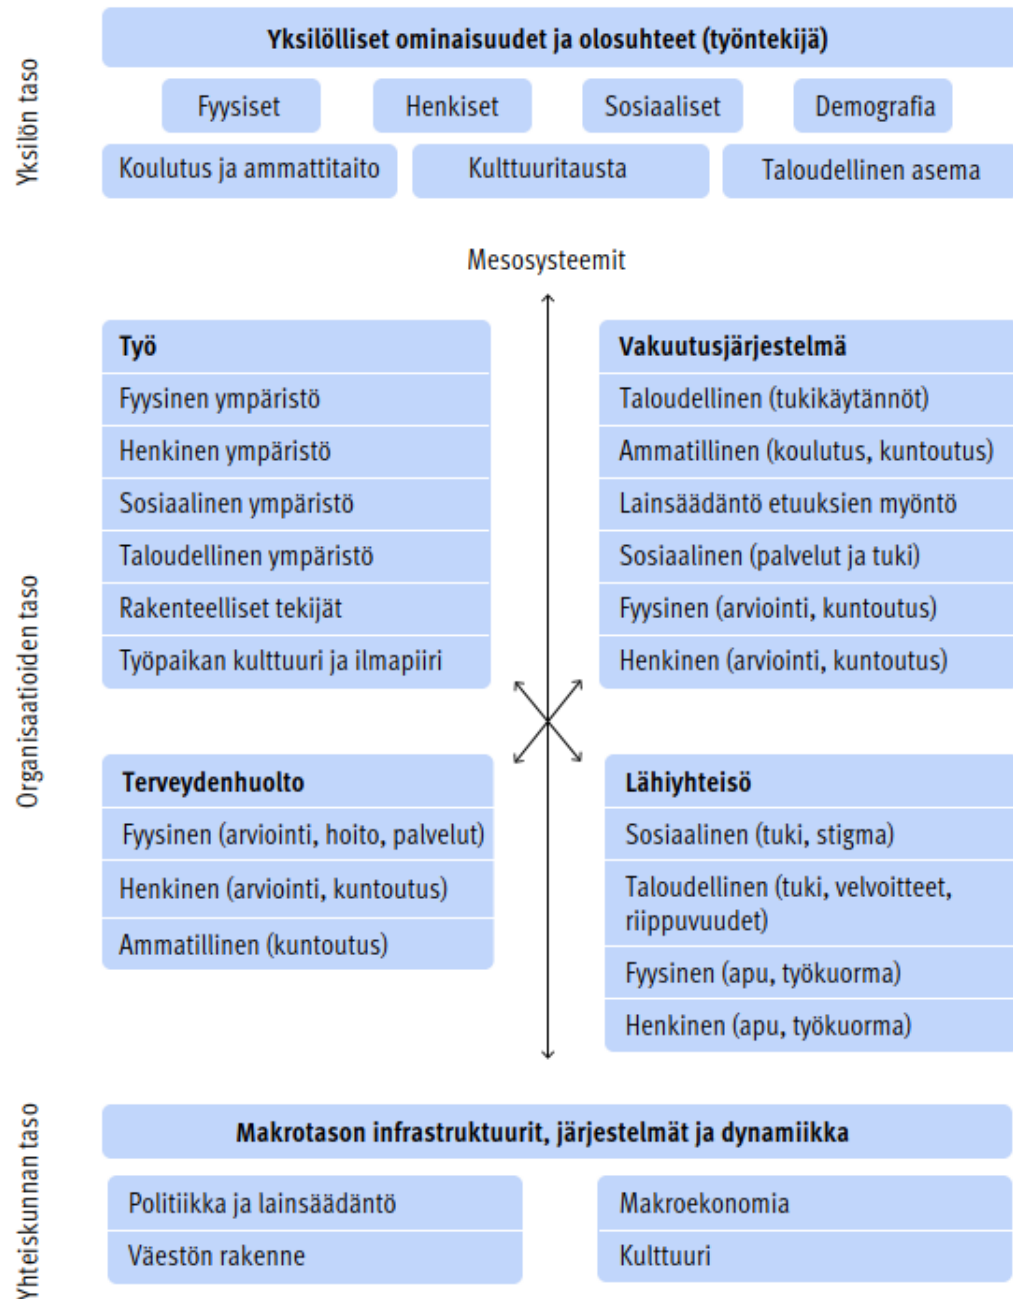 Yksilön taso
Yksilölliset ominaisuudet ja olosuhteet (työntekijä)
Fyysiset
Henkiset
Sosiaaliset
Demografia
Koulutus ja ammattitaito
Kulttuuritausta
Taloudellinen asema
Mesosysteemit
Organisaatioiden taso
Työ
Fyysinen ympäristö
Henkinen ympäristö
Sosiaalinen ympäristö
Taloudellinen ympäristö
Rakenteelliset tekijät
Työpaikan kulttuuri ja ilmapiiri
Vakuutusjärjestelmä
Taloudellinen (tukikäytännöt)
Ammatillinen (koulutus, kuntoutus)
Lainsäädäntö etuuksien myöntö
Sosiaalinen (palvelut ja tuki)
Fyysinen (arviointi, kuntoutus)
Henkinen (arviointi, kuntoutus)
Terveydenhuolto
Fyysinen (arviointi, hoito, palvelut)
Henkinen (arviointi, kuntoutus)
Ammatillinen (kuntoutus)
Lähiyhteisö
Sosiaalinen (tuki, stigma)
Taloudellinen (tuki, velvoitteet,
riippuvuudet)
Fyysinen (apu, työkuorma)
Henkinen (apu, työkuorma)
Yhteiskunnan taso
Makrotason infrastruktuurit, järjestelmät ja dynamiikka
Politiikka ja lainsäädäntö
Väestön rakenne
Makroekonomia
Kulttuuri